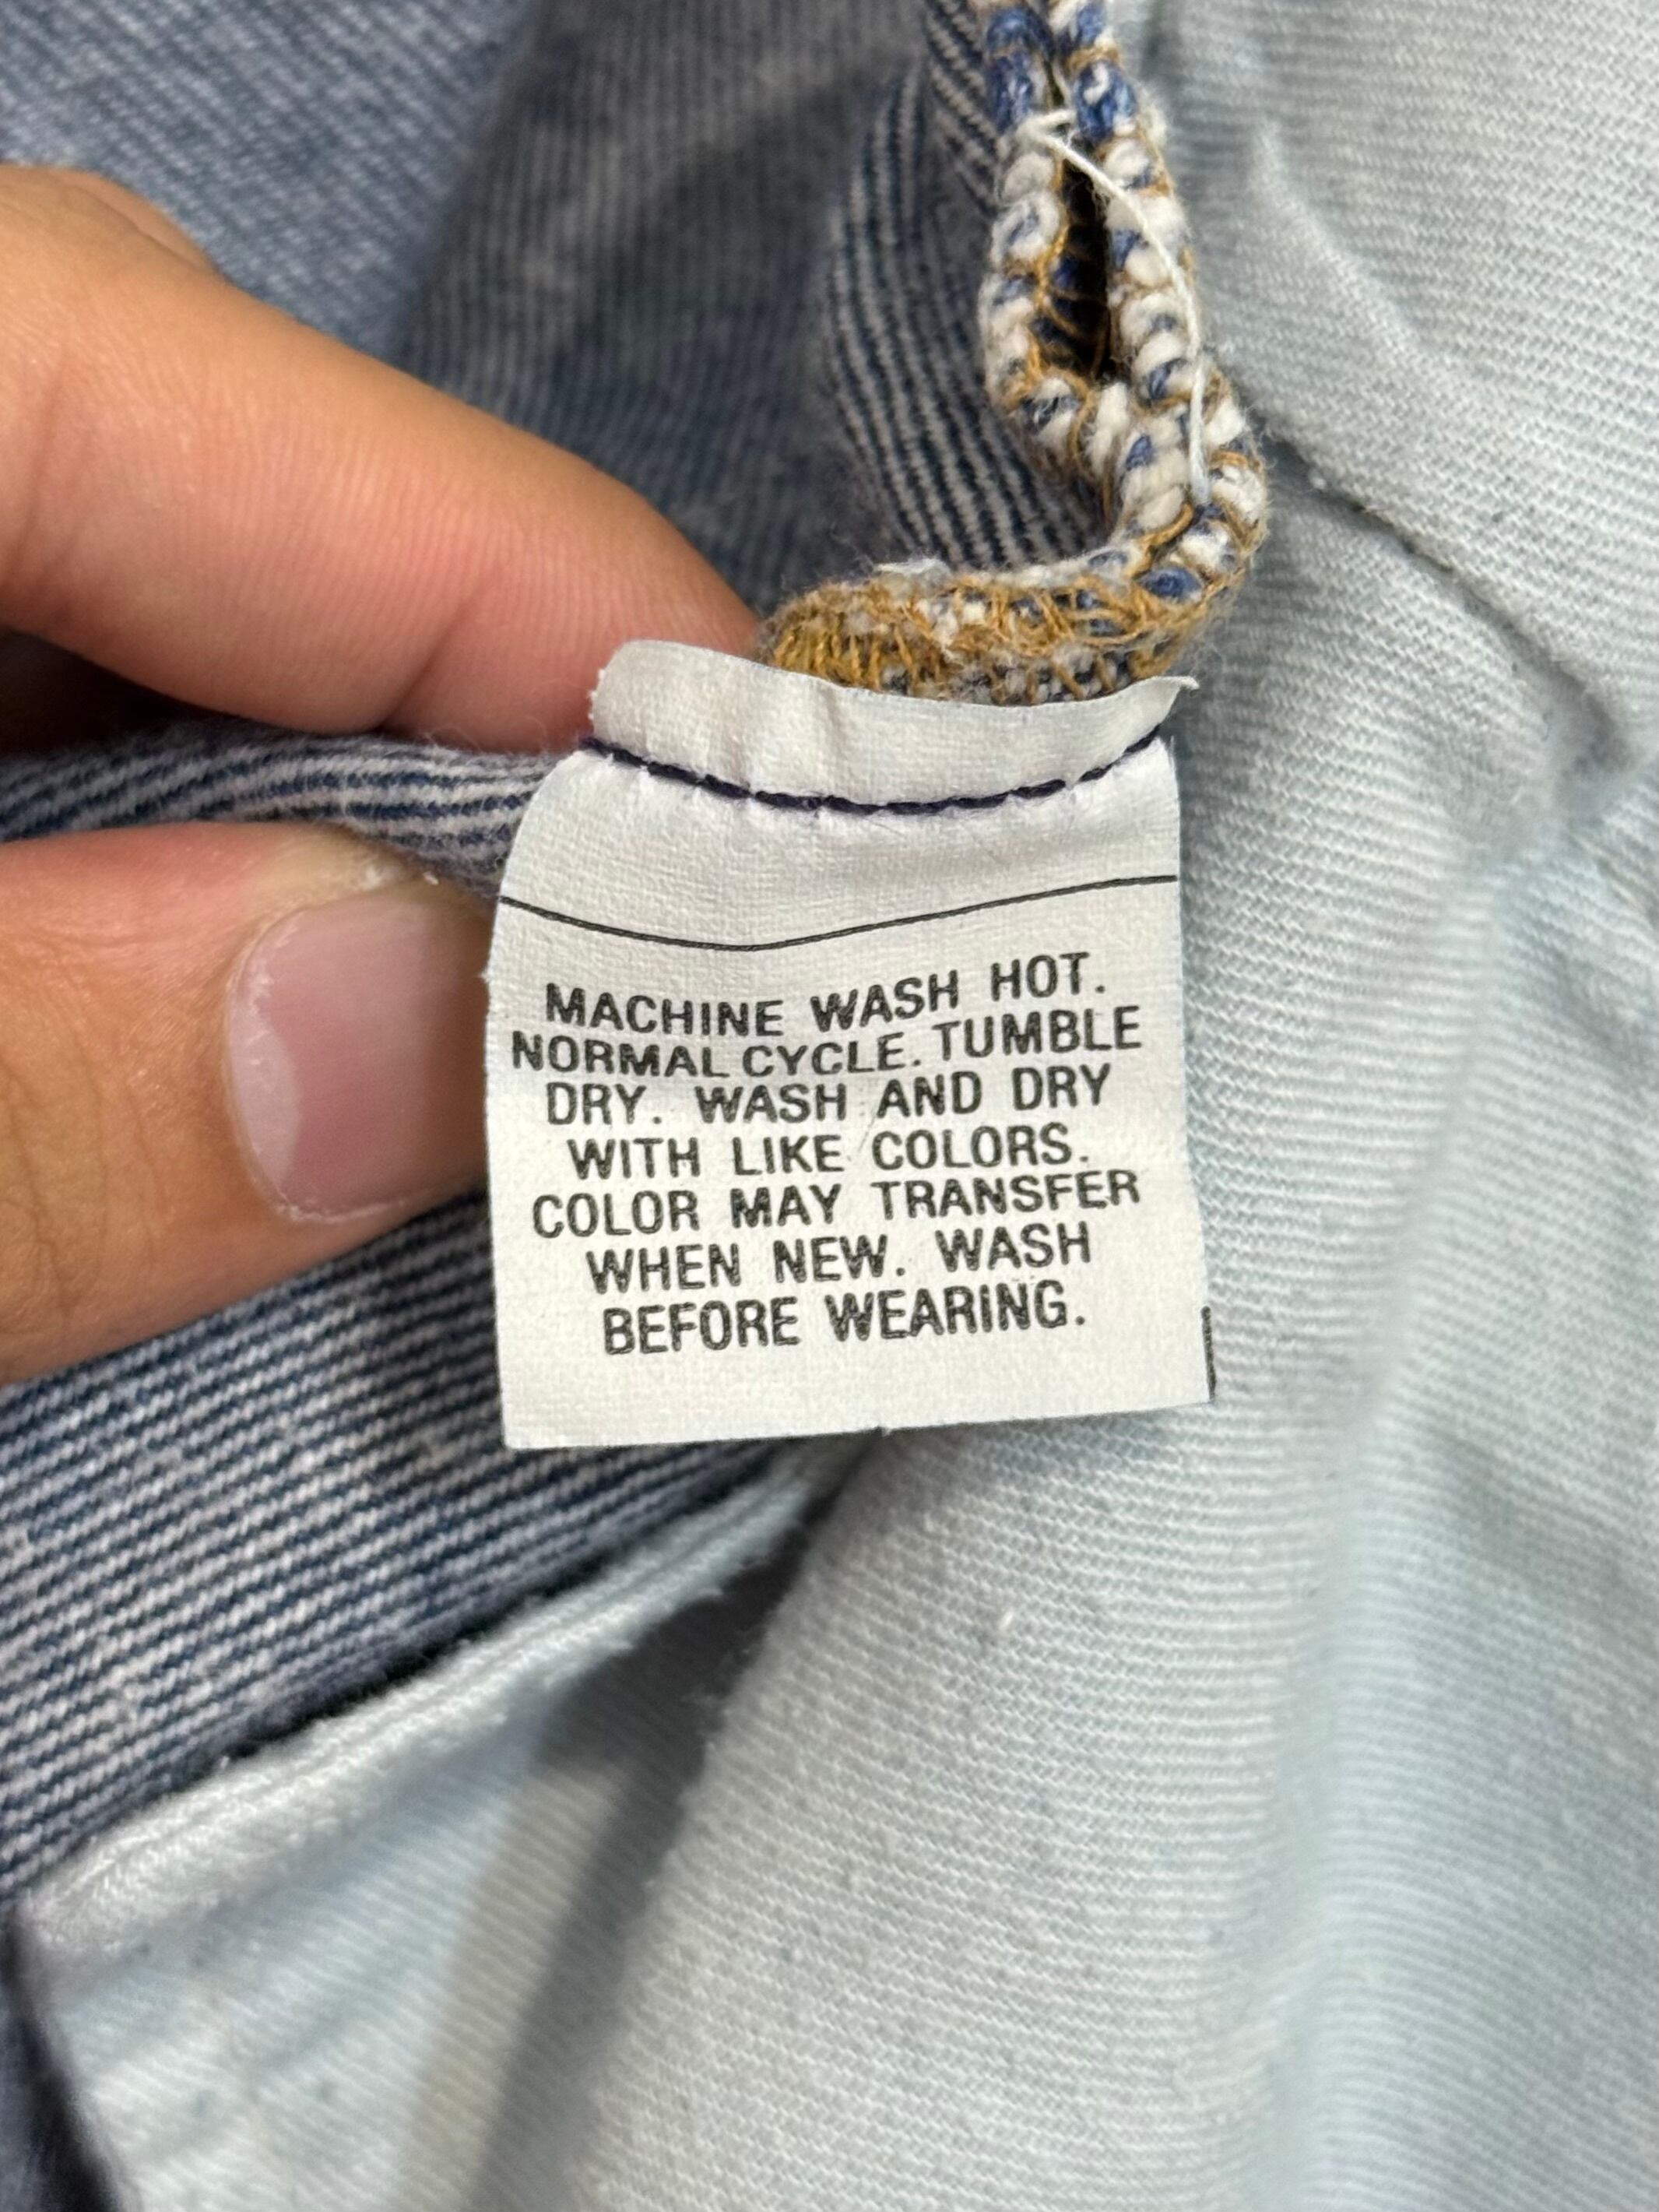 MACHINE WASH HOT.
NORMAL CYCLE. TUMBLE
DRY. WASH AND DRY
WITH LIKE COLORS.
COLOR MAY TRANSFER
WHEN NEW. WASH
BEFORE WEARING.